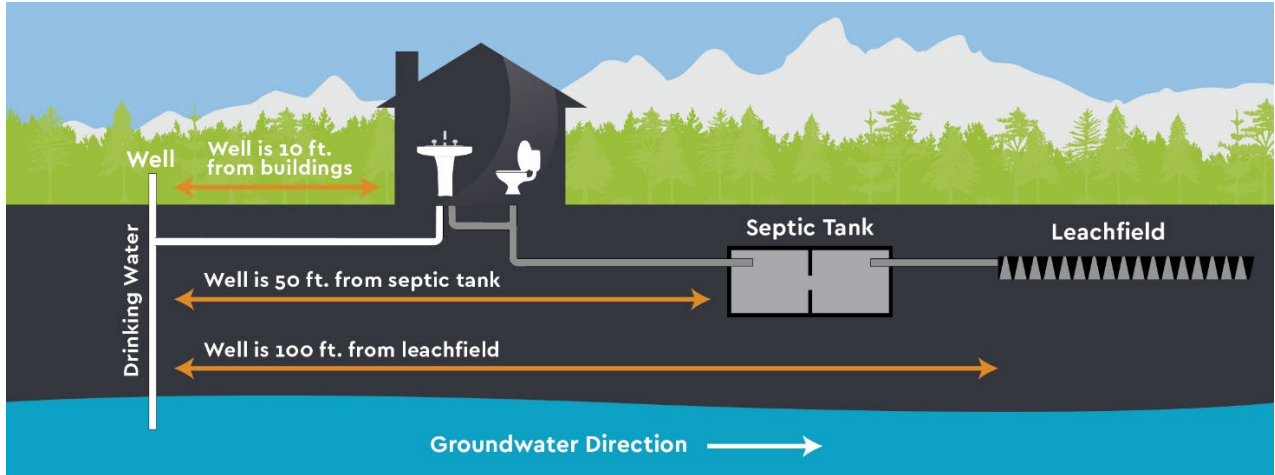 Well
Well is 10 ft.
from buildings
Septic Tank
Leachfield
Drinking Water
Well is 50 ft. from septic tank
Well is 100 ft. from leachfield
Groundwater Direction